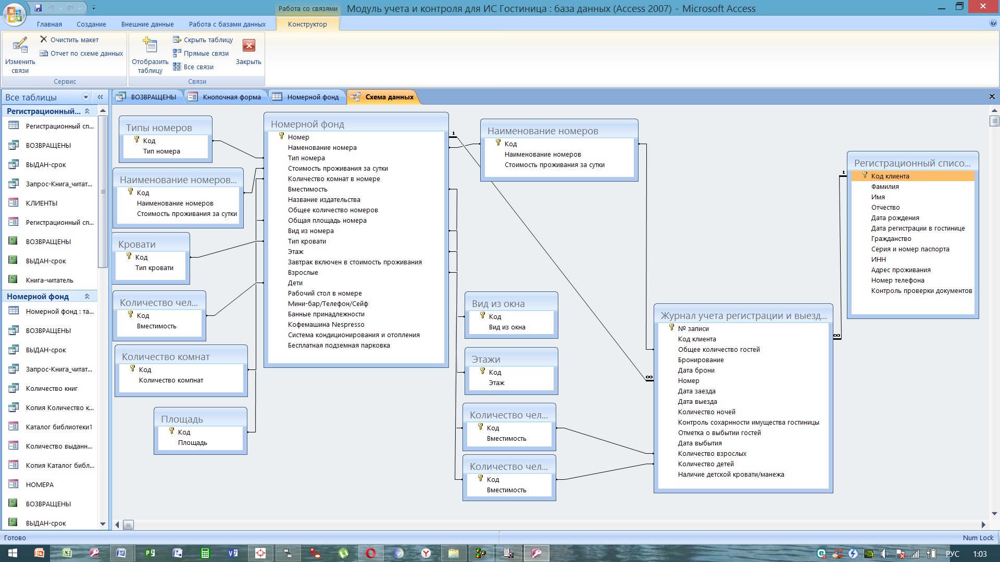 Работа со связями
Модуль учета и контроля для ИС Гостиница : база данных (Access 2007) - Microsoft Access
Главная
Создание
Внешние данные
Работа с базами данных
Конструктор
Изменить связи
Очистить макет
Отчет по схеме данных
Сервис
Отобразить таблицу
Скрыть таблицу
Прямые связи
Все связи
Закрыть
Связи
Все таблицы
ВОЗВРАЩЕНЫ
Кнопочная форма
Номерной фонд
Схема данных
Регистрационный...
Регистрационный сп...
ВОЗВРАЩЕНЫ
ВЫДАН-срок
Запрос-Книга_читат...
КЛИЕНТЫ
Регистрационный сп...
ВОЗВРАЩЕНЫ
ВЫДАН-срок
Книга-читатель
Номерной фонд
Номерной фонд : та...
ВОЗВРАЩЕНЫ
ВЫДАН-срок
Запрос-Книга_читат...
Количество книг
Копия Количество к...
Каталог библиотеки1
Количество выданн...
Копия Каталог библ...
НОМЕРА
ВОЗВРАЩЕНЫ
ВЫДАН-срок
Типы номеров
Код
Тип номера
Наименование номеров...
Код
Наименование номеров
Стоимость проживания за сутки
Кровати
Код
Тип кровати
Количество чел...
Код
Вместимость
Количество комнат
Код
Количество компнат
Площадь
Код
Площадь
Номерной фонд
Номер
Наменование номера
Тип номера
Стоимость проживания за сутки
Количество комнат в номере
Вместимость
Название издательства
Общее количество номеров
Общая площадь номера
Вид из номера
Тип кровати
Этаж
Завтрак включен в стоимость проживания
Взрослые
Дети
Рабочий стол в номере
Мини-бар/Телефон/Сейф
Банные принадлежности
Кофемашина Nespresso
Система кондиционирования и отопления
Бесплатная подземная парковка
1
Наименование номеров
Код
Наименование номеров
Стоимость проживания за сутки
Вид из окна
Код
Вид из окна
Этажи
Код
Этаж
Количество чел...
Код
Вместимость
Количество чел...
Код
Вместимость
∞
Журнал учета регистрации и выезд...
№ записи
Код клиента
Общее количество гостей
Бронирование
Дата брони
Номер
Дата заезда
Дата выезда
Количество ночей
Контроль сохарнности имущества гостиницы
Отметка о выбытии гостей
Дата выбытия
Количество взрослых
Количество детей
Наличие детской кровати/манежа
∞
1
Регистрационный списо...
Код клиента
Фамилия
Имя
Отчество
Дата рождения
Дата регистрации в гостинице
Гражданство
Серия и номер паспорта
ИНН
Адрес проживания
Номер телефона
Контроль проверки документов
Готово
Num Lock
РУС
1:03